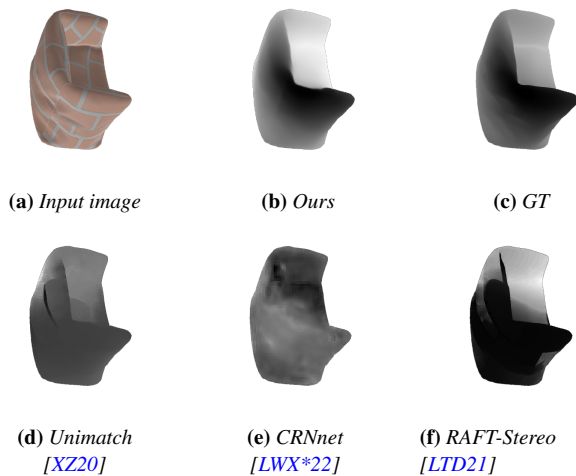 (a) Input image
(b) Ours
(c) GT
(d) Unimatch
[XZ20]
(e) CRNnet
[LWX*22]
(f) RAFT-Stereo
[LTD21]